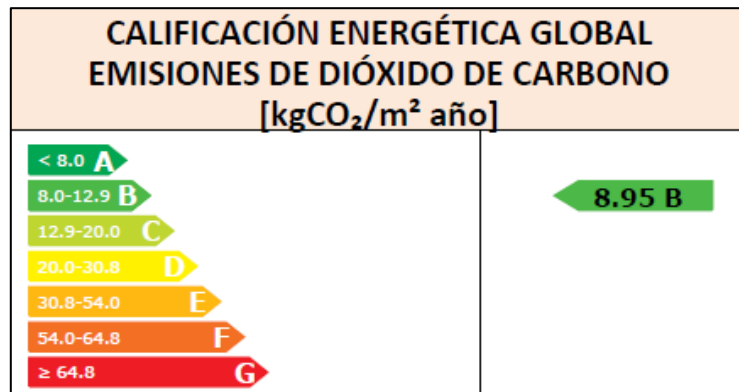 CALIFICACIÓN ENERGÉTICA GLOBAL
EMISIONES DE DIÓXIDO DE CARBONO
[kgCO₂/m² año]
< 8.0 A
8.0-12.9 B
8.95 B
12.9-20.0 C
20.0-30.8 D
30.8-54.0 E
54.0-64.8 F
≥ 64.8 G